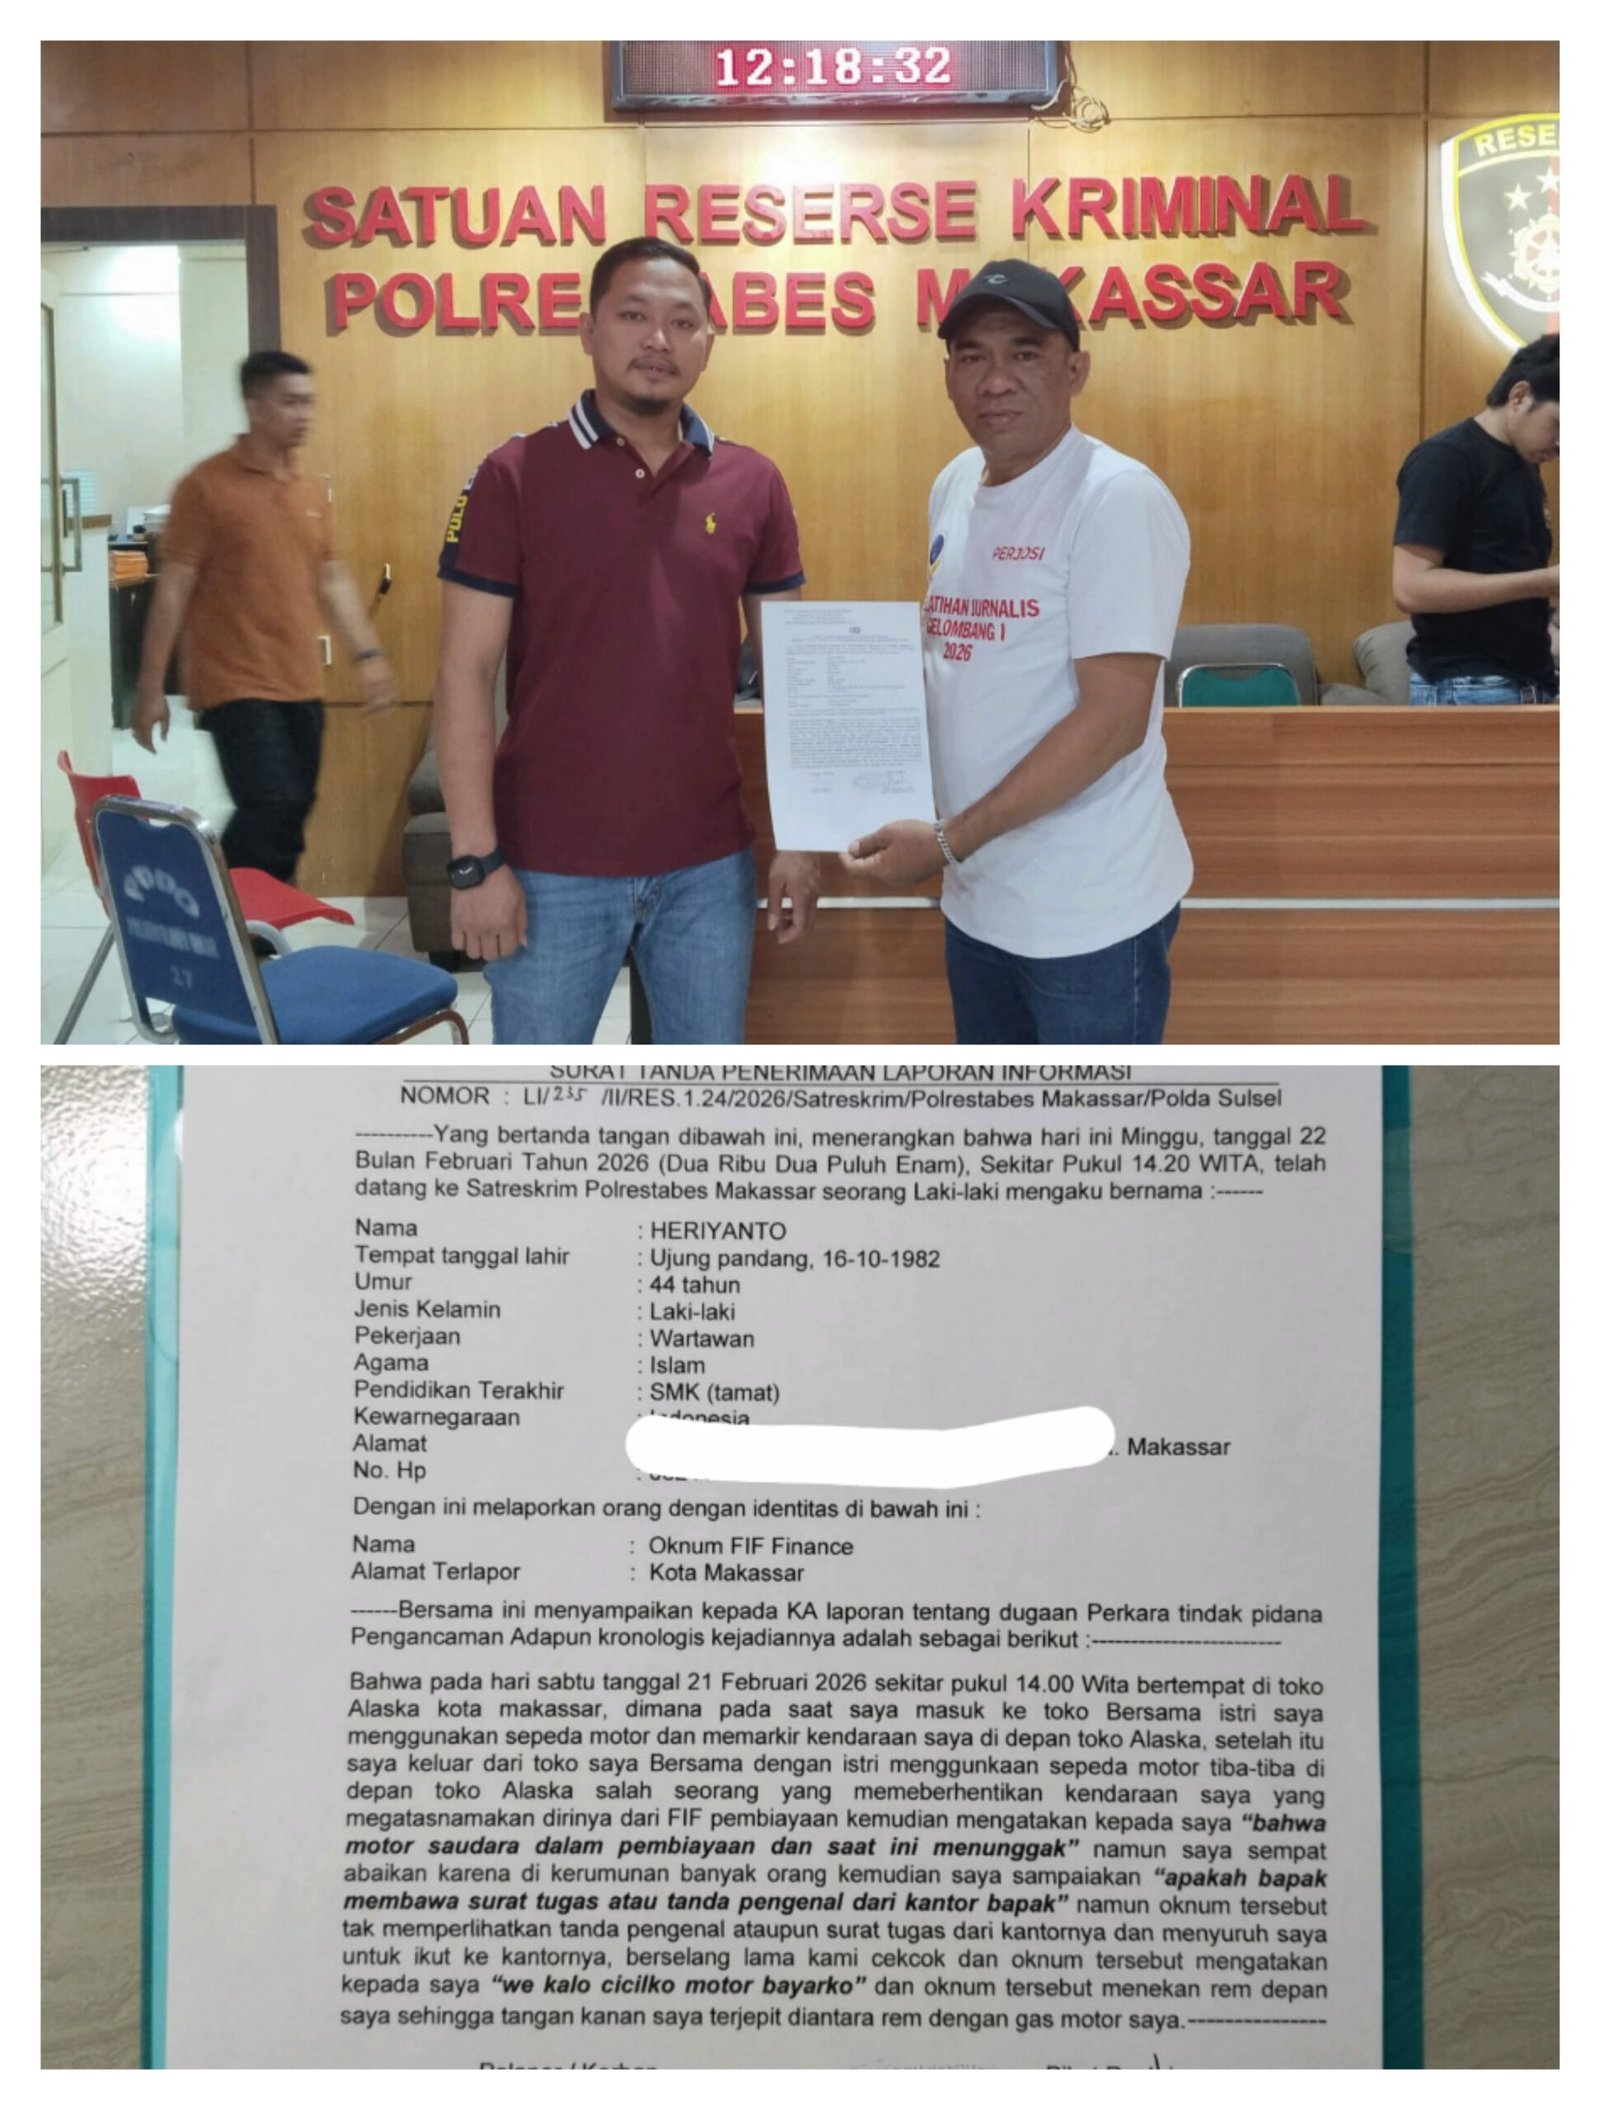 12:18:32
RESE
SATUAN RESERSE KRIMINAL
POLRE ABES M KASSAR
POLO
PERJOSI
ATIHAN JURNALIS
GELOMBANG I
2026
27
SURAT TANDA PENERIMAAN LAPORAN INFORMASI
NOMOR : LI/235 /II/RES.1.24/2026/Satreskrim/Polrestabes Makassar/Polda Sulsel
----------Yang bertanda tangan dibawah ini, menerangkan bahwa hari ini Minggu, tanggal 22
Bulan Februari Tahun 2026 (Dua Ribu Dua Puluh Enam), Sekitar Pukul 14.20 WITA, telah
datang ke Satreskrim Polrestabes Makassar seorang Laki-laki mengaku bernama :------
Nama : HERIYANTO
Tempat tanggal lahir : Ujung pandang, 16-10-1982
Umur : 44 tahun
Jenis Kelamin : Laki-laki
Pekerjaan : Wartawan
Agama : Islam
Pendidikan Terakhir : SMK (tamat)
Kewarnegaraan : Indonesia
Alamat . Makassar
No. Hp :
Dengan ini melaporkan orang dengan identitas di bawah ini :
Nama : Oknum FIF Finance
Alamat Terlapor : Kota Makassar
------Bersama ini menyampaikan kepada KA laporan tentang dugaan Perkara tindak pidana
Pengancaman Adapun kronologis kejadiannya adalah sebagai berikut :------------------------
Bahwa pada hari sabtu tanggal 21 Februari 2026 sekitar pukul 14.00 Wita bertempat di toko
Alaska kota makassar, dimana pada saat saya masuk ke toko Bersama istri saya
menggunakan sepeda motor dan memarkir kendaraan saya di depan toko Alaska, setelah itu
saya keluar dari toko saya Bersama dengan istri menggunkaan sepeda motor tiba-tiba di
depan toko Alaska salah seorang yang memeberhentikan kendaraan saya yang
megatasnamakan dirinya dari FIF pembiayaan kemudian mengatakan kepada saya “bahwa
motor saudara dalam pembiayaan dan saat ini menunggak” namun saya sempat
abaikan karena di kerumunan banyak orang kemudian saya sampaiakan “apakah bapak
membawa surat tugas atau tanda pengenal dari kantor bapak” namun oknum tersebut
tak memperlihatkan tanda pengenal ataupun surat tugas dari kantornya dan menyuruh saya
untuk ikut ke kantornya, berselang lama kami cekcok dan oknum tersebut mengatakan
kepada saya “we kalo cicilko motor bayarko” dan oknum tersebut menekan rem depan
saya sehingga tangan kanan saya terjepit diantara rem dengan gas motor saya.---------------